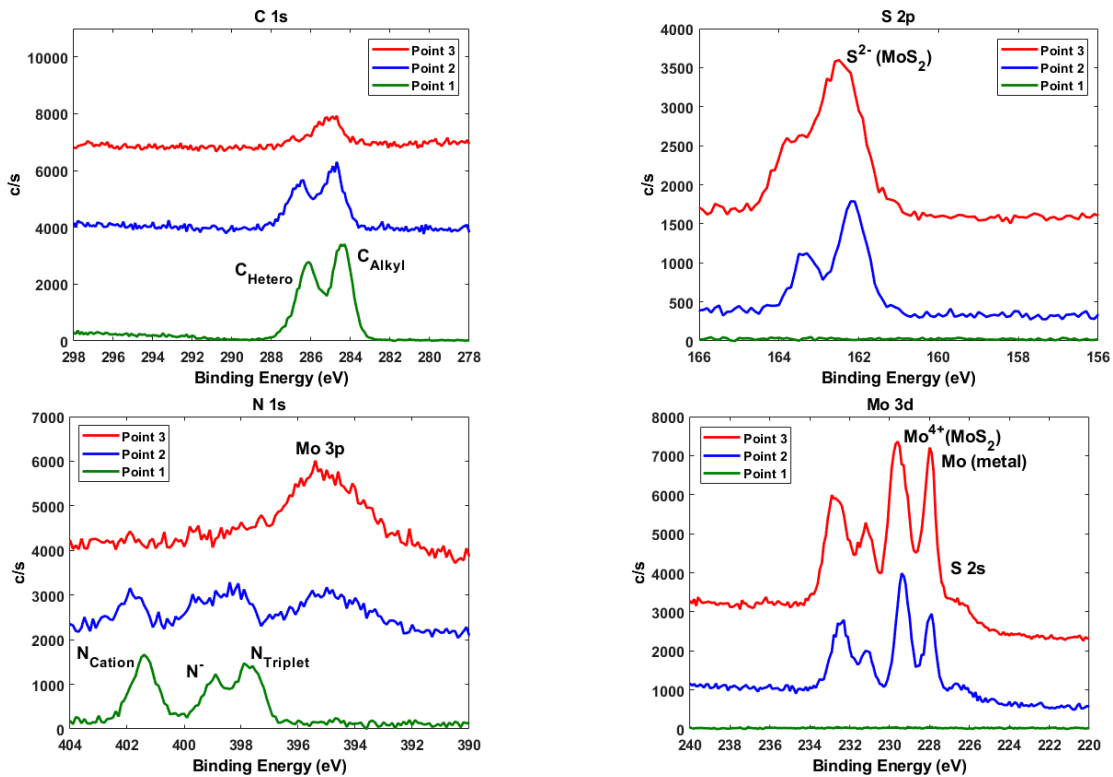 C 1s
c/s
10000
8000
6000
4000
2000
0
298 296 294 292 290 288 286 284 282 280 278
Binding Energy (eV)
Point 3
Point 2
Point 1
C_Hetero
C_Alkyl
S 2p
c/s
4000
3500
3000
2500
2000
1500
1000
500
0
166 164 162 160 158 156
Binding Energy (eV)
S²⁻ (MoS₂)
Point 3
Point 2
Point 1
N 1s
c/s
7000
6000
5000
4000
3000
2000
1000
0
404 402 400 398 396 394 392 390
Binding Energy (eV)
Point 3
Point 2
Point 1
Mo 3p
N_Cation
N⁻
N_Triplet
Mo 3d
c/s
8000
7000
6000
5000
4000
3000
2000
1000
0
240 238 236 234 232 230 228 226 224 222 220
Binding Energy (eV)
Point 3
Point 2
Point 1
Mo⁴⁺(MoS₂)
Mo (metal)
S 2s